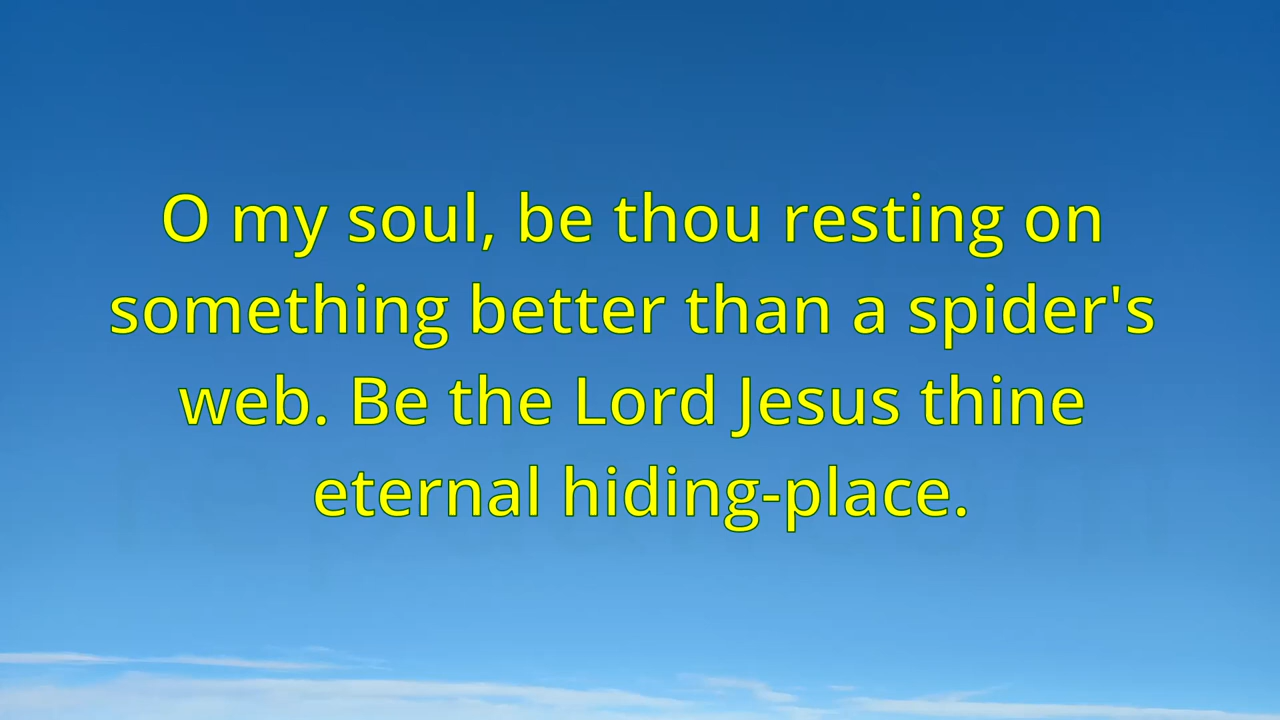 O my soul, be thou resting on
something better than a spider's
web. Be the Lord Jesus thine
eternal hiding-place.